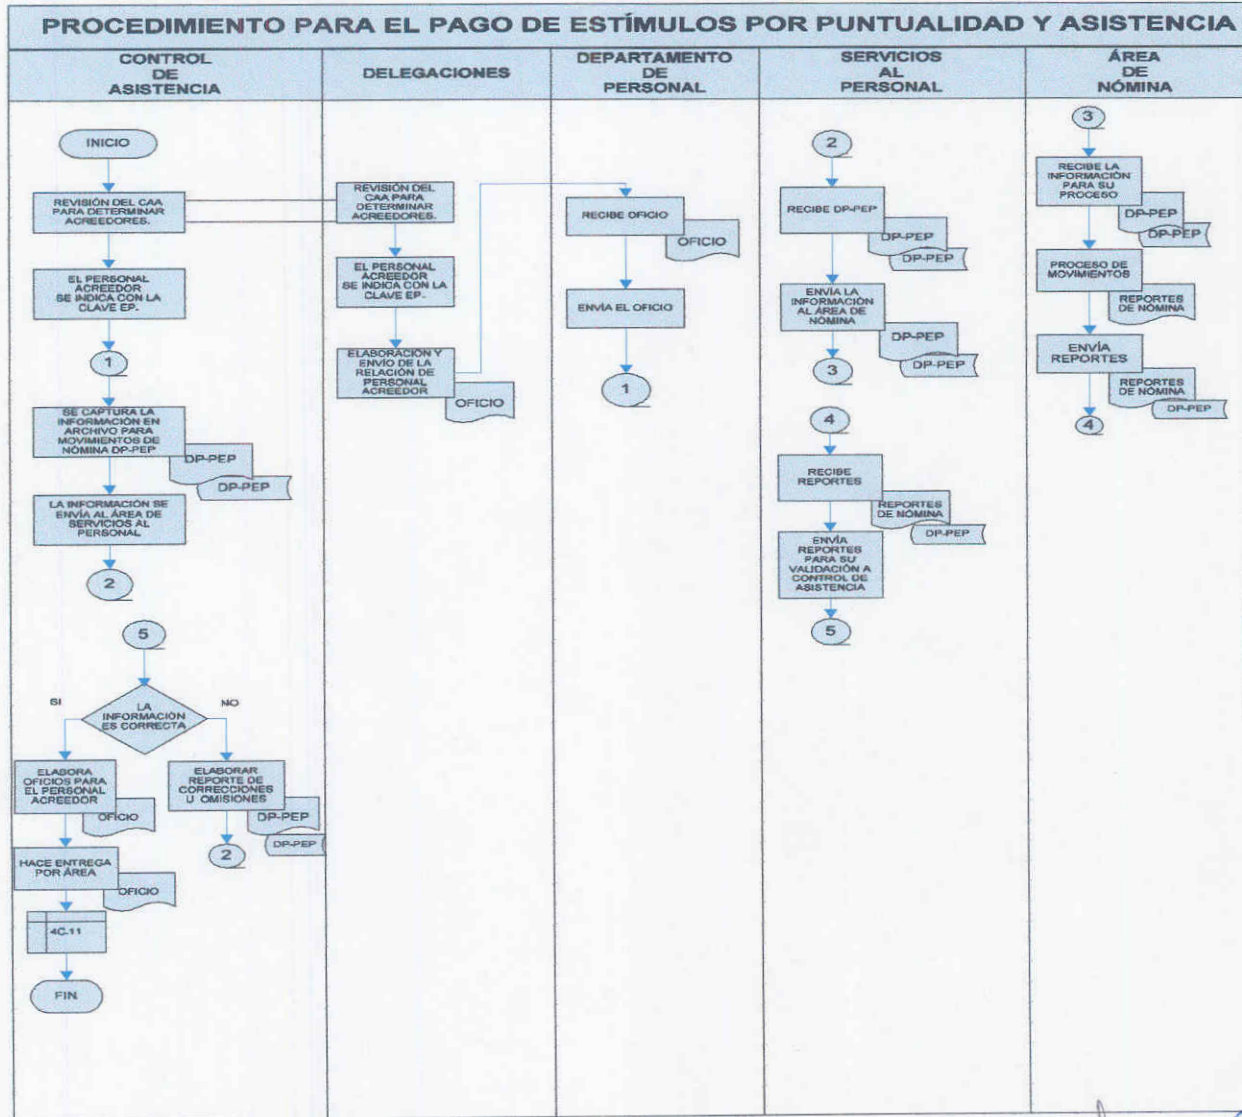 PROCEDIMIENTO PARA EL PAGO DE ESTÍMULOS POR PUNTUALIDAD Y ASISTENCIA
CONTROL
DE
ASISTENCIA
DELEGACIONES
DEPARTAMENTO
DE
PERSONAL
SERVICIOS
AL
PERSONAL
ÁREA
DE
NÓMINA
INICIO
REVISIÓN DEL CAA
PARA DETERMINAR
ACREEDORES.
EL PERSONAL
ACREEDOR
SE INDICA CON LA
CLAVE EP.
1
SE CAPTURA LA
INFORMACIÓN EN
ARCHIVO PARA
MOVIMIENTOS DE
NÓMINA DP-PEP
DP-PEP
DP-PEP
LA INFORMACIÓN SE
ENVÍA AL ÁREA DE
SERVICIOS AL
PERSONAL
2
5
SI
LA
INFORMACIÓN
ES CORRECTA
NO
ELABORA
OFICIOS PARA
EL PERSONAL
ACREEDOR
OFICIO
ELABORAR
REPORTE DE
CORRECCIONES
U OMISIONES
DP-PEP
DP-PEP
2
HACE ENTREGA
POR ÁREA
OFICIO
4C.11
FIN
REVISIÓN DEL
CAA PARA
DETERMINAR
ACREEDORES.
EL PERSONAL
ACREEDOR
SE INDICA CON LA
CLAVE EP.
ELABORACIÓN Y
ENVÍO DE LA
RELACIÓN DE
PERSONAL
ACREEDOR
OFICIO
RECIBE OFICIO
OFICIO
ENVÍA EL OFICIO
1
2
RECIBE DP-PEP
DP-PEP
DP-PEP
ENVÍA LA
INFORMACIÓN
AL ÁREA DE
NÓMINA
DP-PEP
DP-PEP
3
4
RECIBE
REPORTES
REPORTES
DE NÓMINA
DP-PEP
ENVÍA
REPORTES
PARA SU
VALIDACIÓN A
CONTROL DE
ASISTENCIA
5
3
RECIBE LA
INFORMACIÓN
PARA SU
PROCESO
DP-PEP
DP-PEP
PROCESO DE
MOVIMIENTOS
REPORTES
DE NÓMINA
ENVÍA
REPORTES
REPORTES
DE NÓMINA
DP-PEP
4